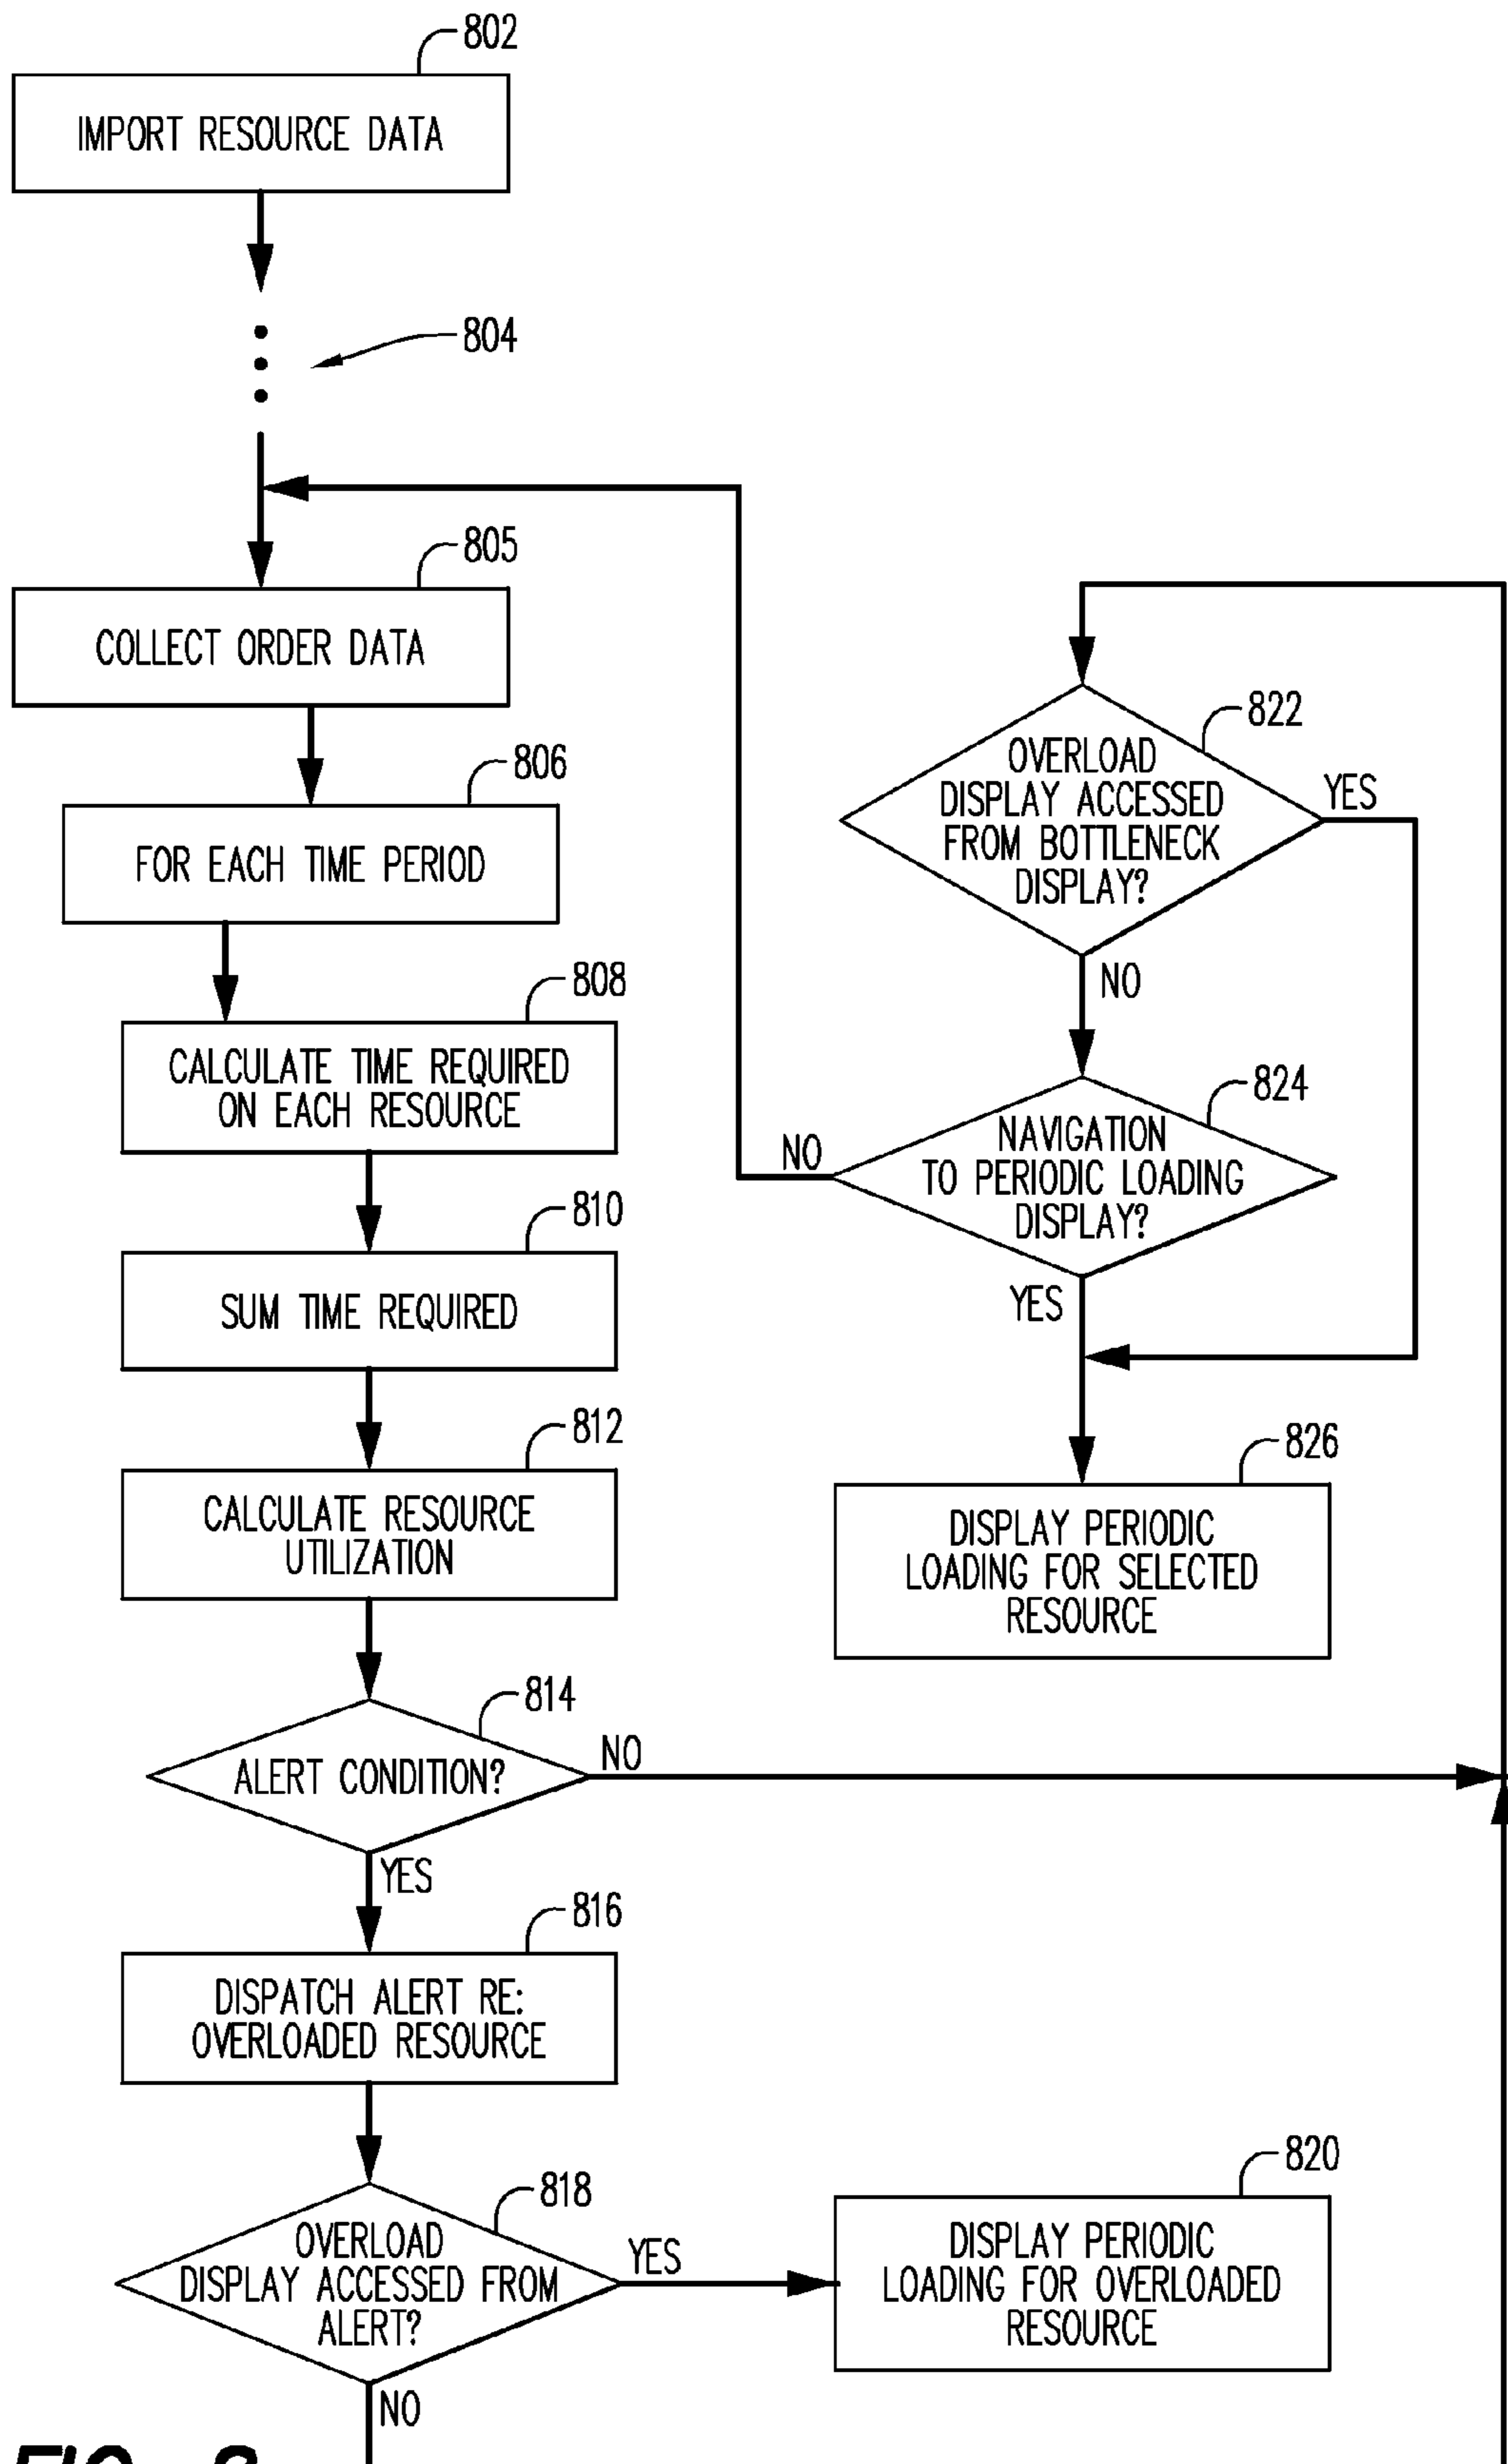 802
IMPORT RESOURCE DATA
804
805
COLLECT ORDER DATA
806
FOR EACH TIME PERIOD
808
CALCULATE TIME REQUIRED
ON EACH RESOURCE
810
SUM TIME REQUIRED
812
CALCULATE RESOURCE
UTILIZATION
814
ALERT CONDITION?
NO
YES
816
DISPATCH ALERT RE:
OVERLOADED RESOURCE
818
OVERLOAD
DISPLAY ACCESSED FROM
ALERT?
YES
NO
820
DISPLAY PERIODIC
LOADING FOR OVERLOADED
RESOURCE
822
OVERLOAD
DISPLAY ACCESSED
FROM BOTTLENECK
DISPLAY?
YES
NO
824
NAVIGATION
TO PERIODIC LOADING
DISPLAY?
NO
YES
826
DISPLAY PERIODIC
LOADING FOR SELECTED
RESOURCE